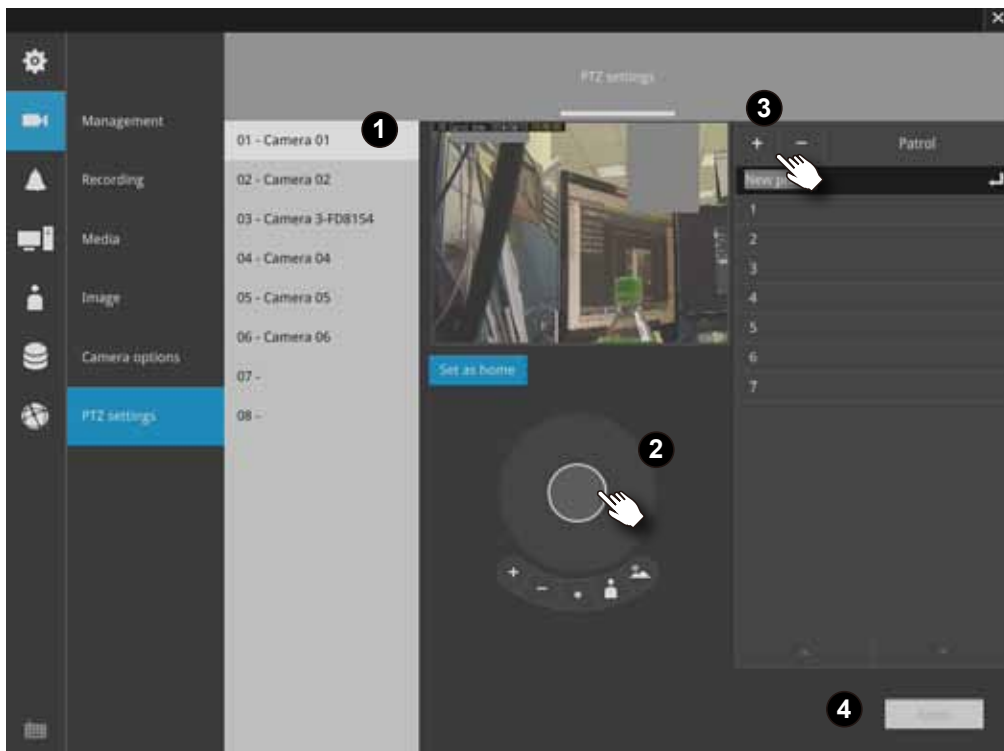 PTZ settings
Management
Recording
Media
Image
Camera options
PTZ settings
1
01 - Camera 01
02 - Camera 02
03 - Camera 3-FD8154
04 - Camera 04
05 - Camera 05
06 - Camera 06
07 -
08 -
Set as home
2
+ −
3
+ − Patrol
New
1
2
3
4
5
6
7
4